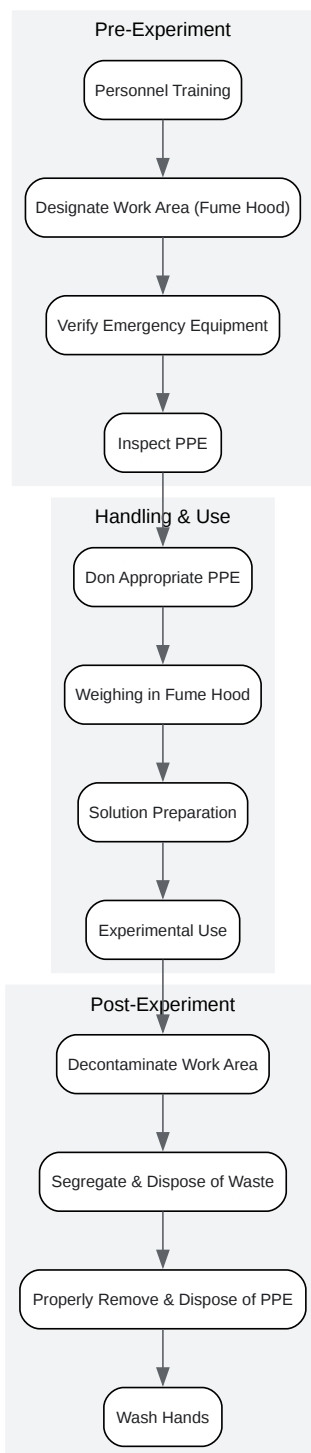 Pre-Experiment
Personnel Training
Designate Work Area (Fume Hood)
Verify Emergency Equipment
Inspect PPE
Handling & Use
Don Appropriate PPE
Weighing in Fume Hood
Solution Preparation
Experimental Use
Post-Experiment
Decontaminate Work Area
Segregate & Dispose of Waste
Properly Remove & Dispose of PPE
Wash Hands